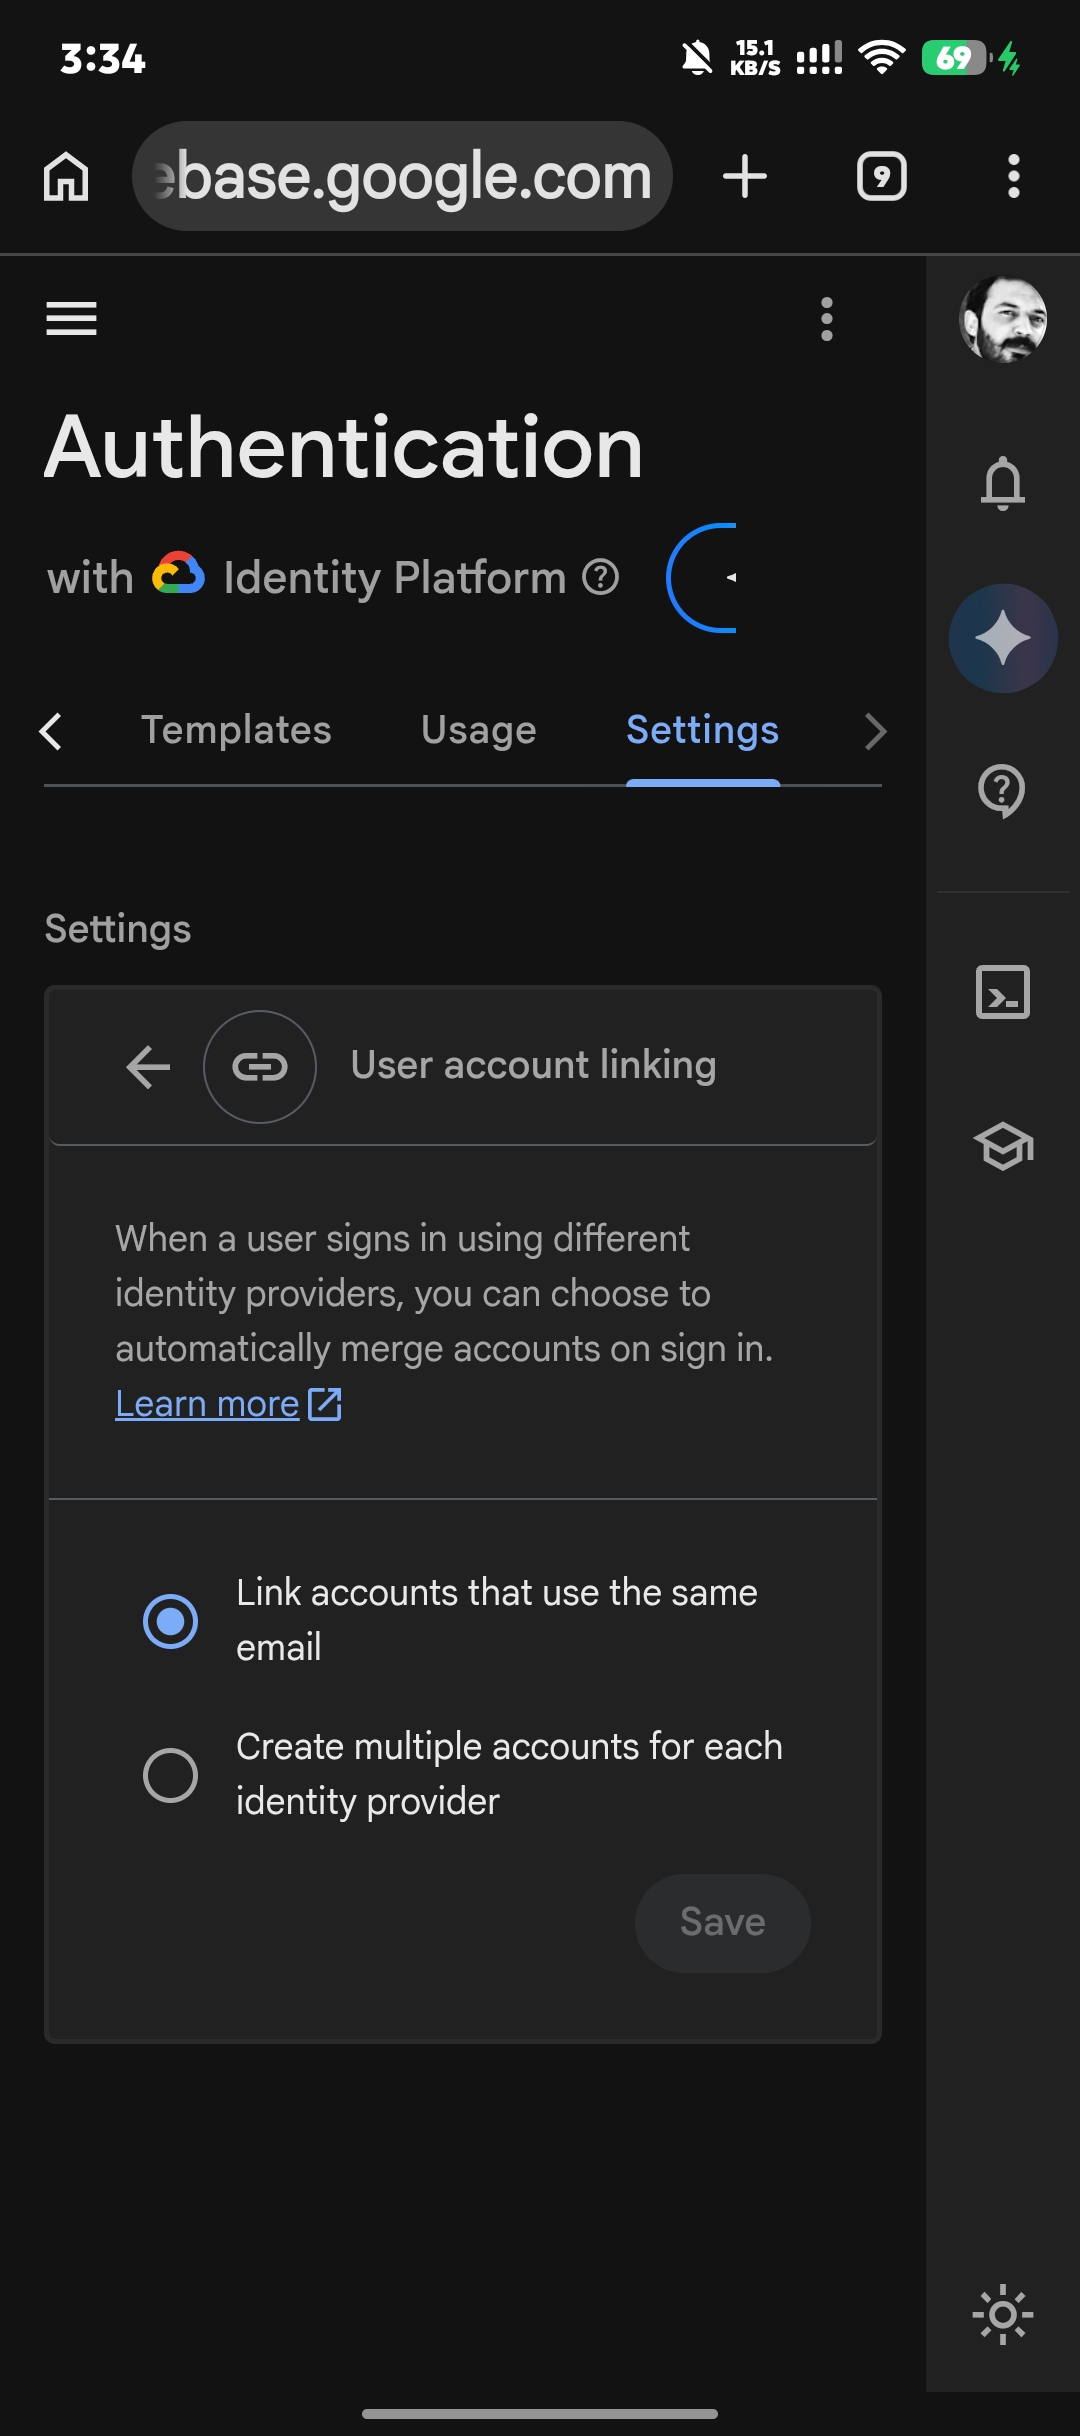 3:34
15.1
KB/S
69
ebase.google.com
9
Authentication
with Identity Platform
Templates Usage Settings
Settings
User account linking
When a user signs in using different
identity providers, you can choose to
automatically merge accounts on sign in.
Learn more
Link accounts that use the same
email
Create multiple accounts for each
identity provider
Save